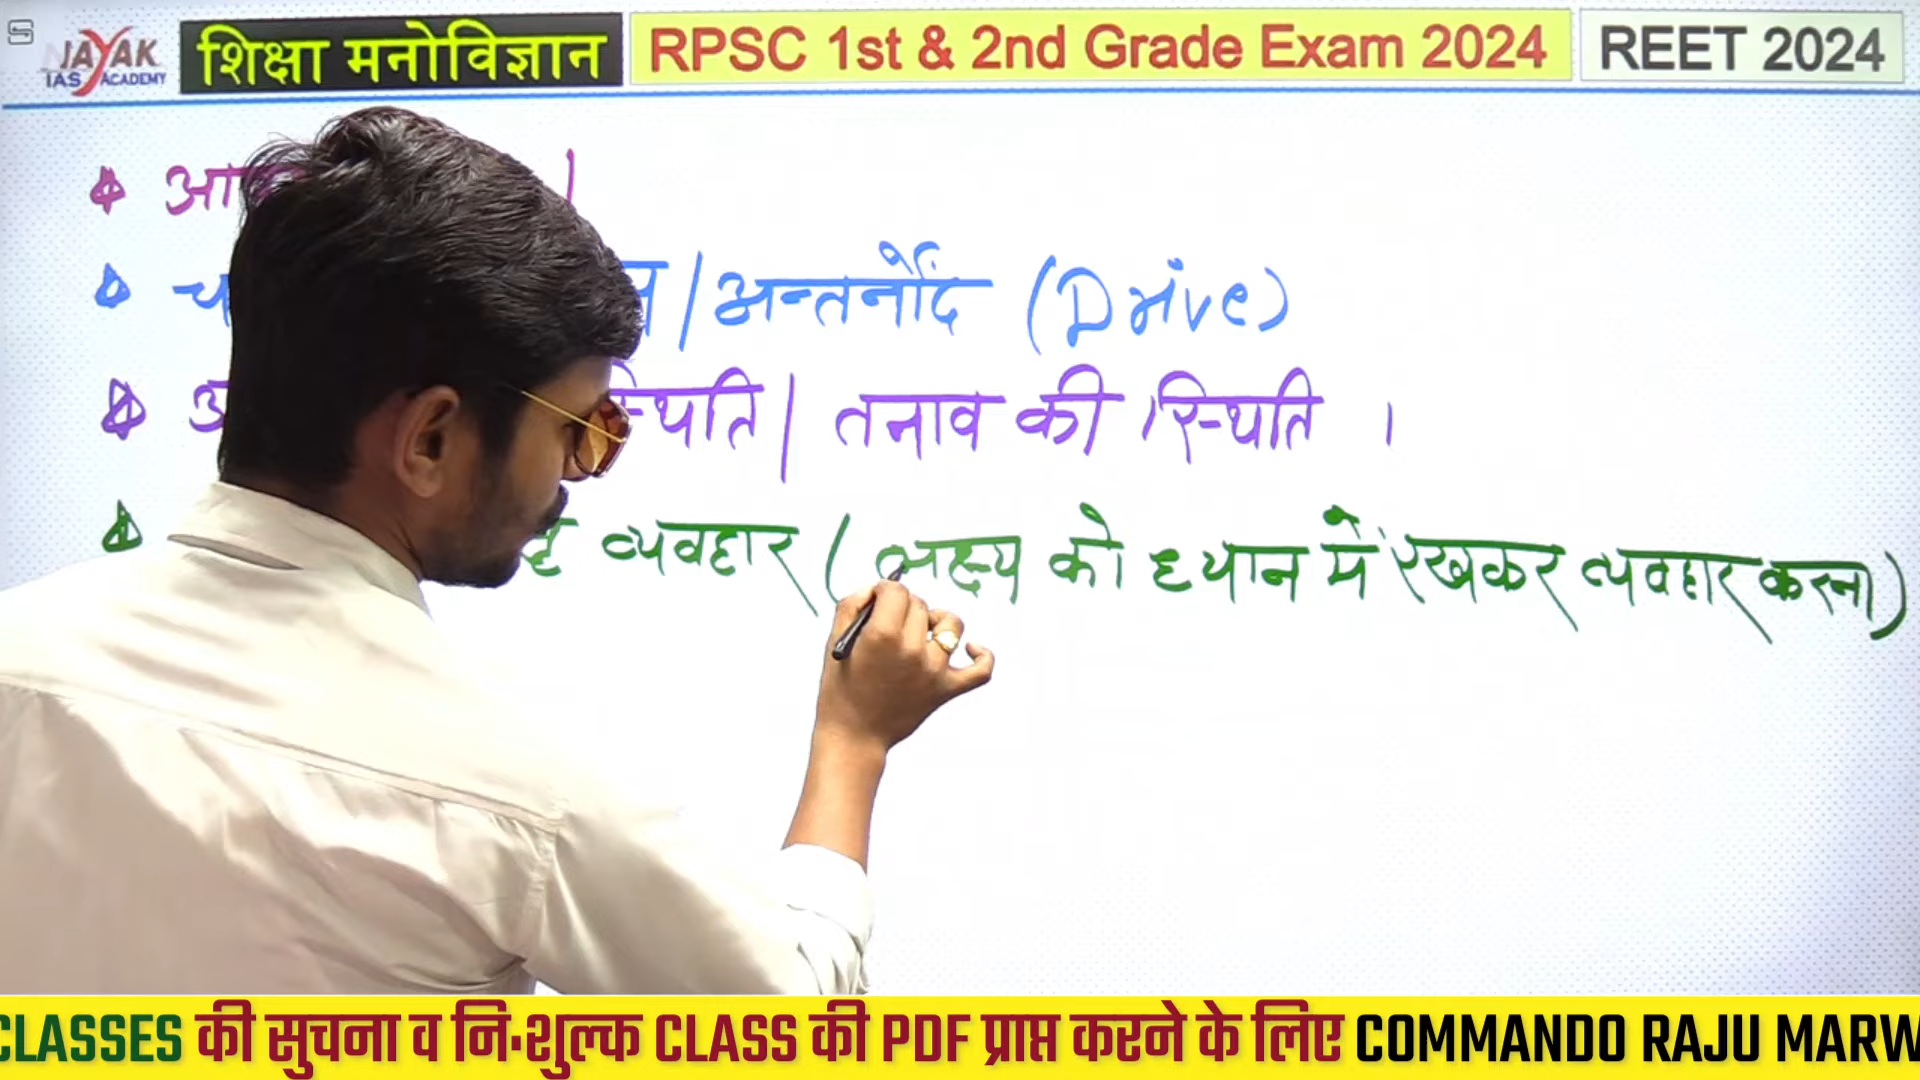 NAYAK IAS ACADEMY
शिक्षा मनोविज्ञान
RPSC 1st & 2nd Grade Exam 2024
REET 2024
/ अन्तर्नोंद (Drive)
स्थिति / तनाव की स्थिति ।
व्यवहार ( लक्ष्य को ध्यान में रखकर व्यवहार करना )
CLASSES की सुचना व नि:शुल्क CLASS की PDF प्राप्त करने के लिए COMMANDO RAJU MARW